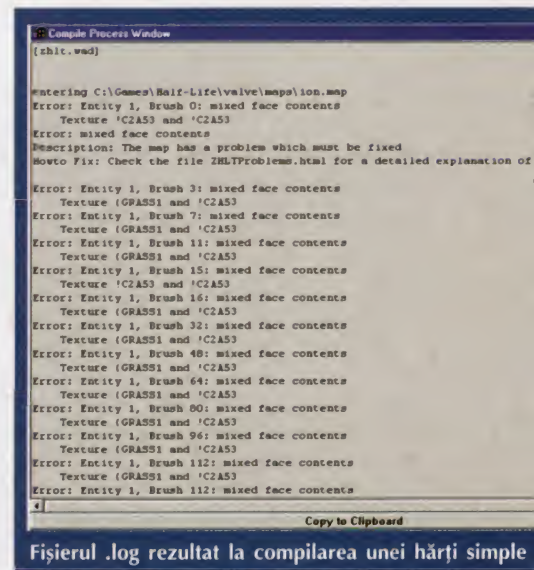 Compile Process Window
[zhlt.wad]
entering C:\Games\Half-Life\valve\maps\ion.map
Error: Entity 1, Brush 0: mixed face contents
Texture !C2A53 and !C2A53
Error: mixed face contents
Description: The map has a problem which must be fixed
Howto Fix: Check the file ZHLTProblems.html for a detailed explanation of
Error: Entity 1, Brush 3: mixed face contents
Texture {GRASS1 and !C2A53
Error: Entity 1, Brush 7: mixed face contents
Texture {GRASS1 and !C2A53
Error: Entity 1, Brush 11: mixed face contents
Texture {GRASS1 and !C2A53
Error: Entity 1, Brush 15: mixed face contents
Texture !C2A53 and !C2A53
Error: Entity 1, Brush 16: mixed face contents
Texture {GRASS1 and !C2A53
Error: Entity 1, Brush 32: mixed face contents
Texture {GRASS1 and !C2A53
Error: Entity 1, Brush 48: mixed face contents
Texture {GRASS1 and !C2A53
Error: Entity 1, Brush 64: mixed face contents
Texture {GRASS1 and !C2A53
Error: Entity 1, Brush 80: mixed face contents
Texture {GRASS1 and !C2A53
Error: Entity 1, Brush 96: mixed face contents
Texture {GRASS1 and !C2A53
Error: Entity 1, Brush 112: mixed face contents
Texture {GRASS1 and !C2A53
Error: Entity 1, Brush 112: mixed face contents
Copy to Clipboard
Fișierul .log rezultat la compilarea unei hărți simple